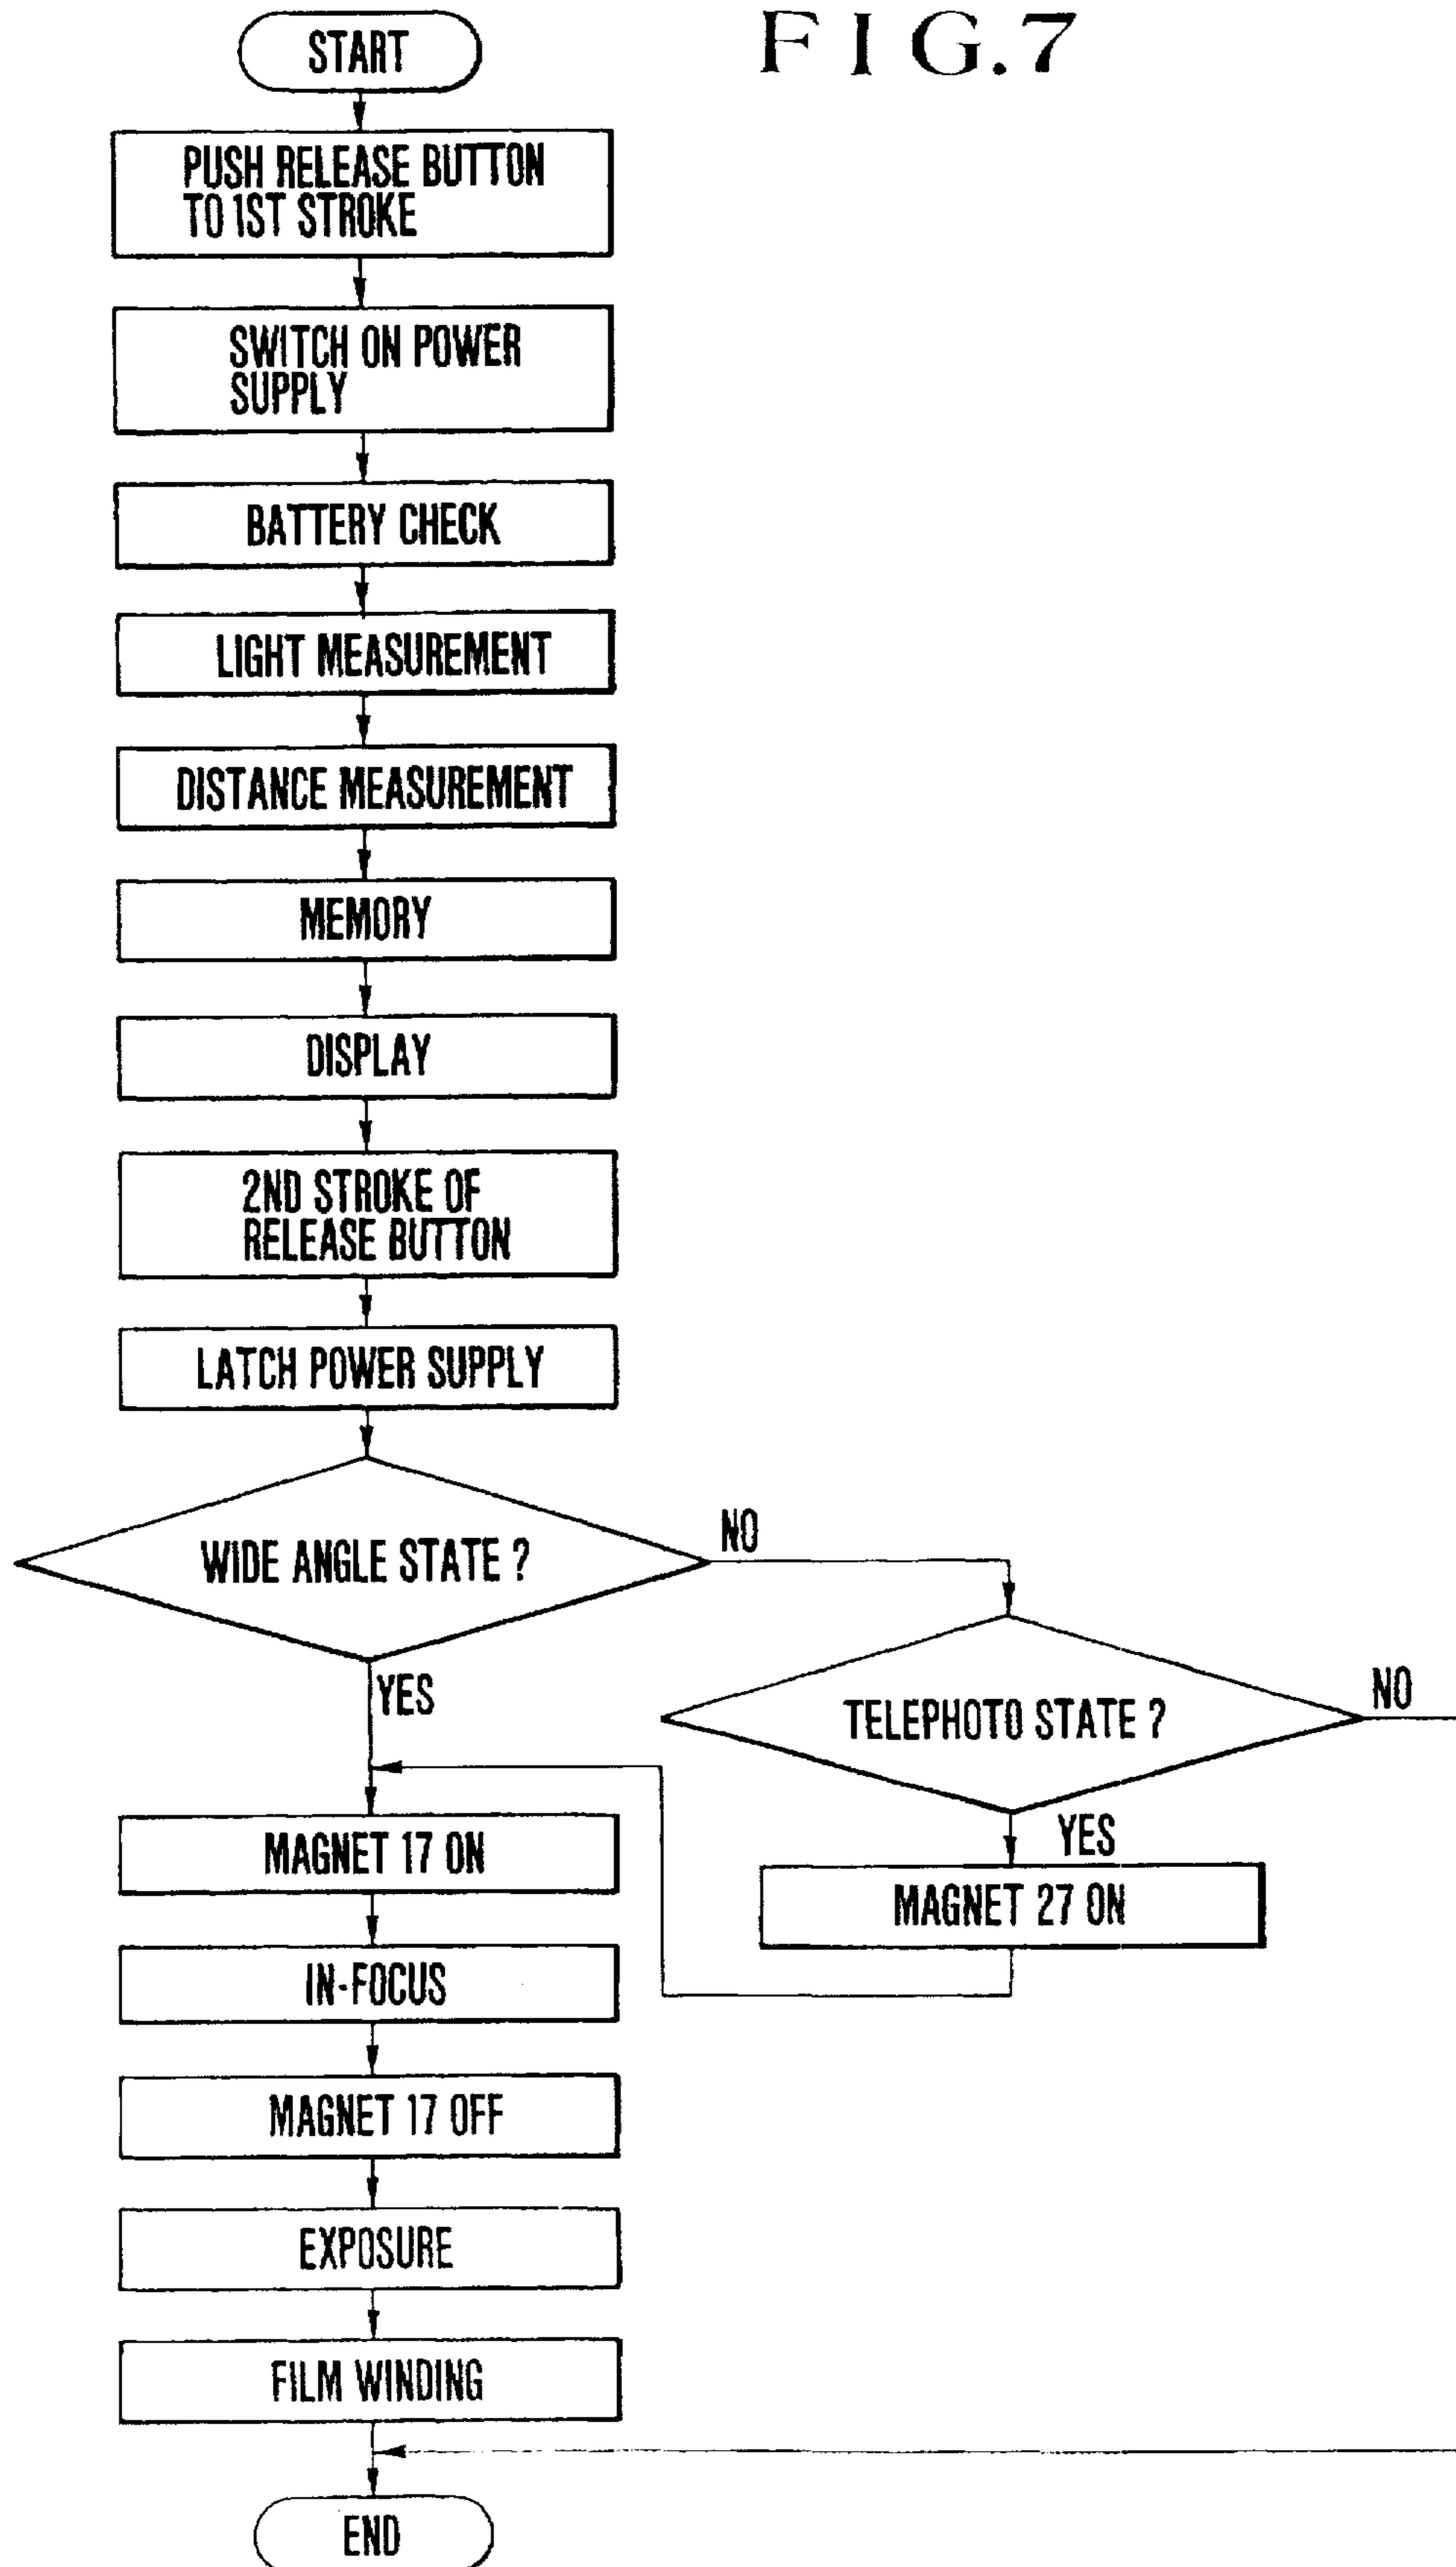 FIG.7
START
PUSH RELEASE BUTTON
TO 1ST STROKE
SWITCH ON POWER
SUPPLY
BATTERY CHECK
LIGHT MEASUREMENT
DISTANCE MEASUREMENT
MEMORY
DISPLAY
2ND STROKE OF
RELEASE BUTTON
LATCH POWER SUPPLY
WIDE ANGLE STATE ?
NO
YES
TELEPHOTO STATE ?
NO
YES
MAGNET 27 ON
MAGNET 17 ON
IN-FOCUS
MAGNET 17 OFF
EXPOSURE
FILM WINDING
END